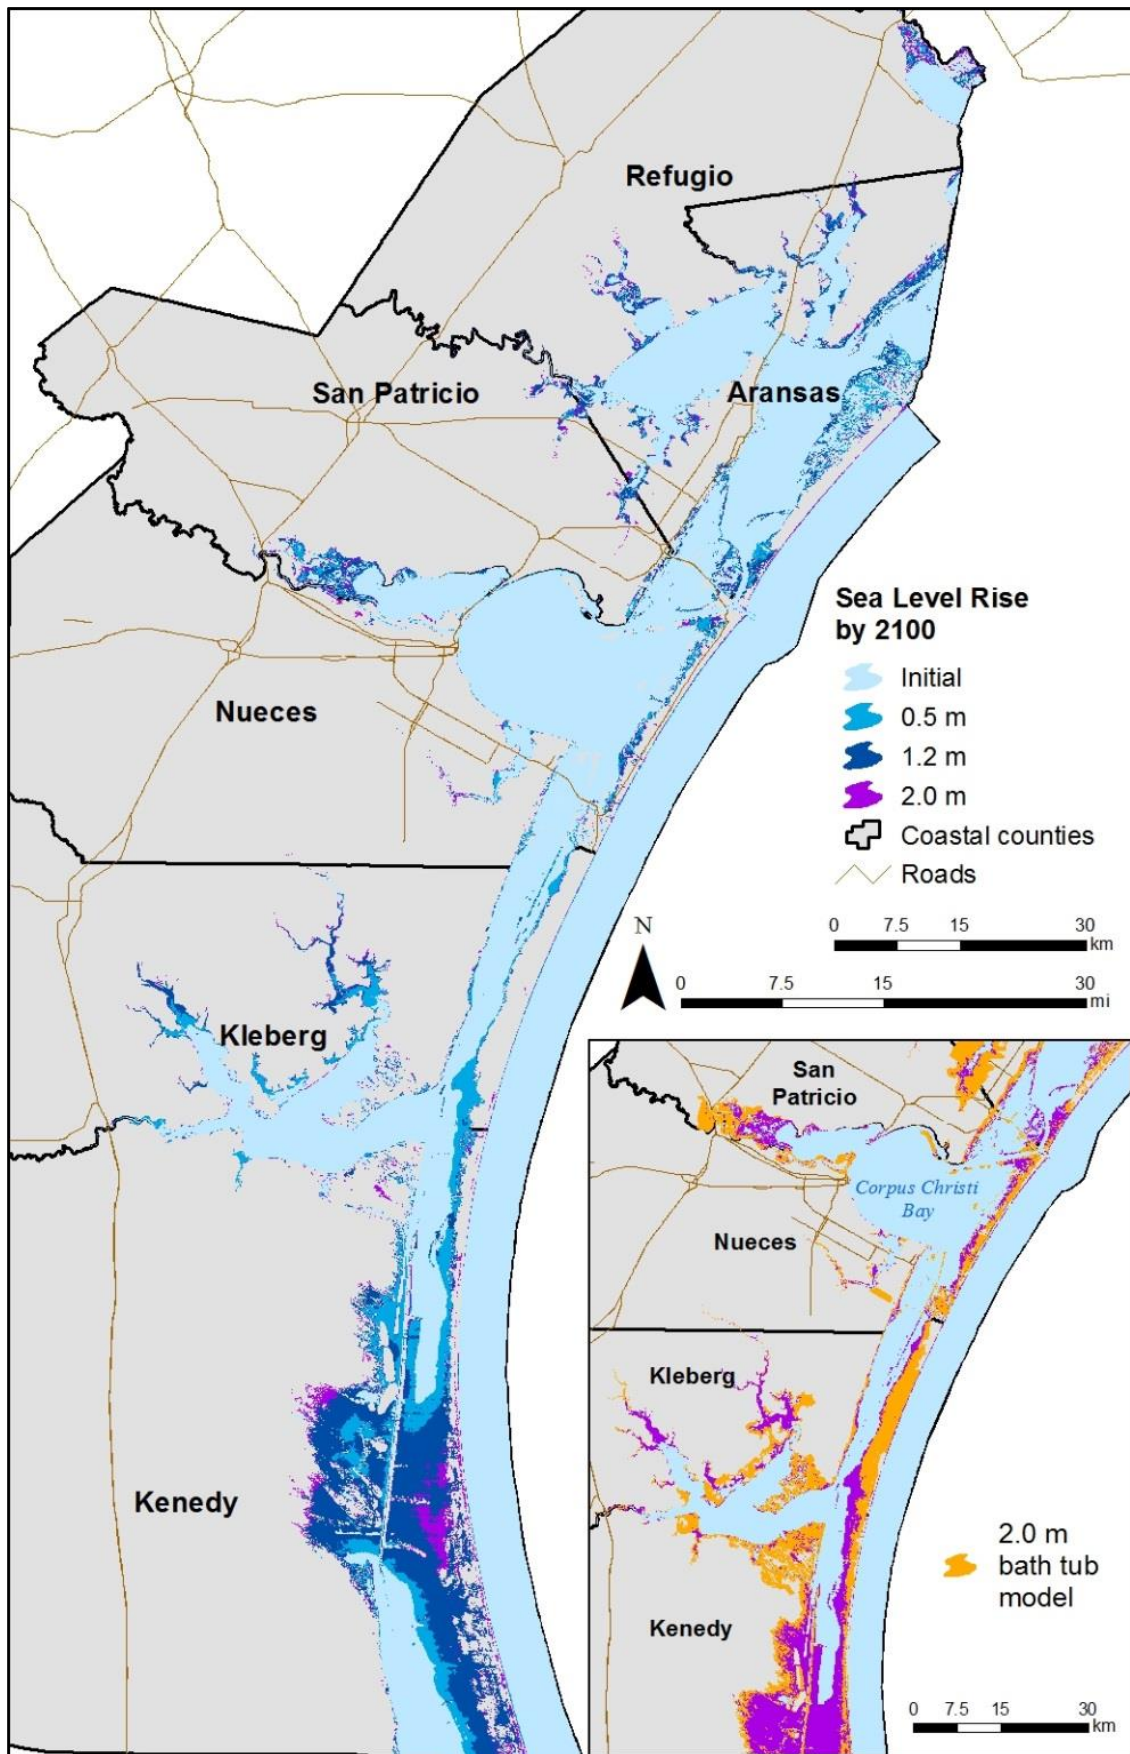 Refugio
San Patricio
Aransas
Sea Level Rise
by 2100
Initial
0.5 m
Nueces
1.2 m
2.0 m
Coastal counties
Roads
N
0 7.5 15 30
km
0 7.5 15 30
mi
Kleberg
Kenedy
San
Patricio
Corpus Christi
Bay
Nueces
Kleberg
Kenedy
2.0 m
bath tub
model
0 7.5 15 30
km